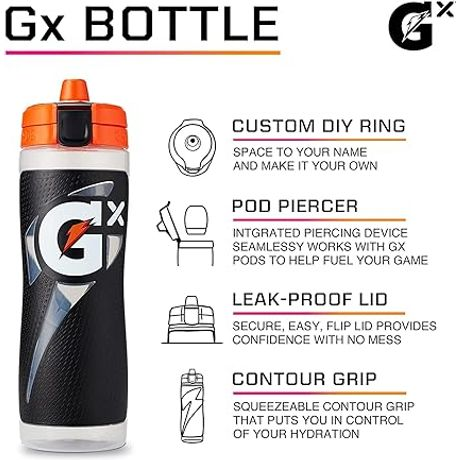 Gx BOTTLE
Gx
CUSTOM DIY RING
SPACE TO YOUR NAME
AND MAKE IT YOUR OWN
POD PIERCER
INTGRATED PIERCING DEVICE
SEAMLESSY WORKS WITH GX
PODS TO HELP FUEL YOUR GAME
Gx
LEAK-PROOF LID
SECURE, EASY, FLIP LID PROVIDES
CONFIDENCE WITH NO MESS
CONTOUR GRIP
SQUEEZEABLE CONTOUR GRIP
THAT PUTS YOU IN CONTROL
OF YOUR HYDRATION